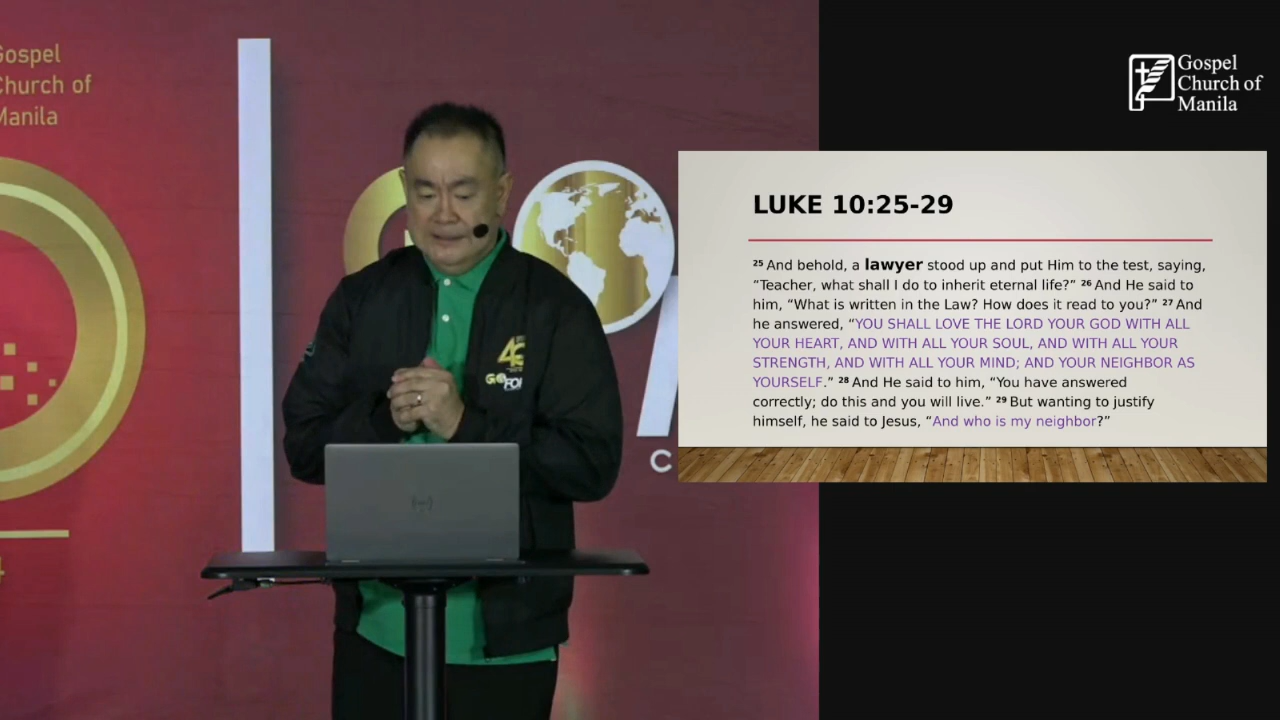 Gospel
Church of
Manila
Gospel
Church of
Manila
LUKE 10:25-29
²⁵ And behold, a lawyer stood up and put Him to the test, saying,
“Teacher, what shall I do to inherit eternal life?” ²⁶ And He said to
him, “What is written in the Law? How does it read to you?” ²⁷ And
he answered, “YOU SHALL LOVE THE LORD YOUR GOD WITH ALL
YOUR HEART, AND WITH ALL YOUR SOUL, AND WITH ALL YOUR
STRENGTH, AND WITH ALL YOUR MIND; AND YOUR NEIGHBOR AS
YOURSELF.” ²⁸ And He said to him, “You have answered
correctly; do this and you will live.” ²⁹ But wanting to justify
himself, he said to Jesus, “And who is my neighbor?”